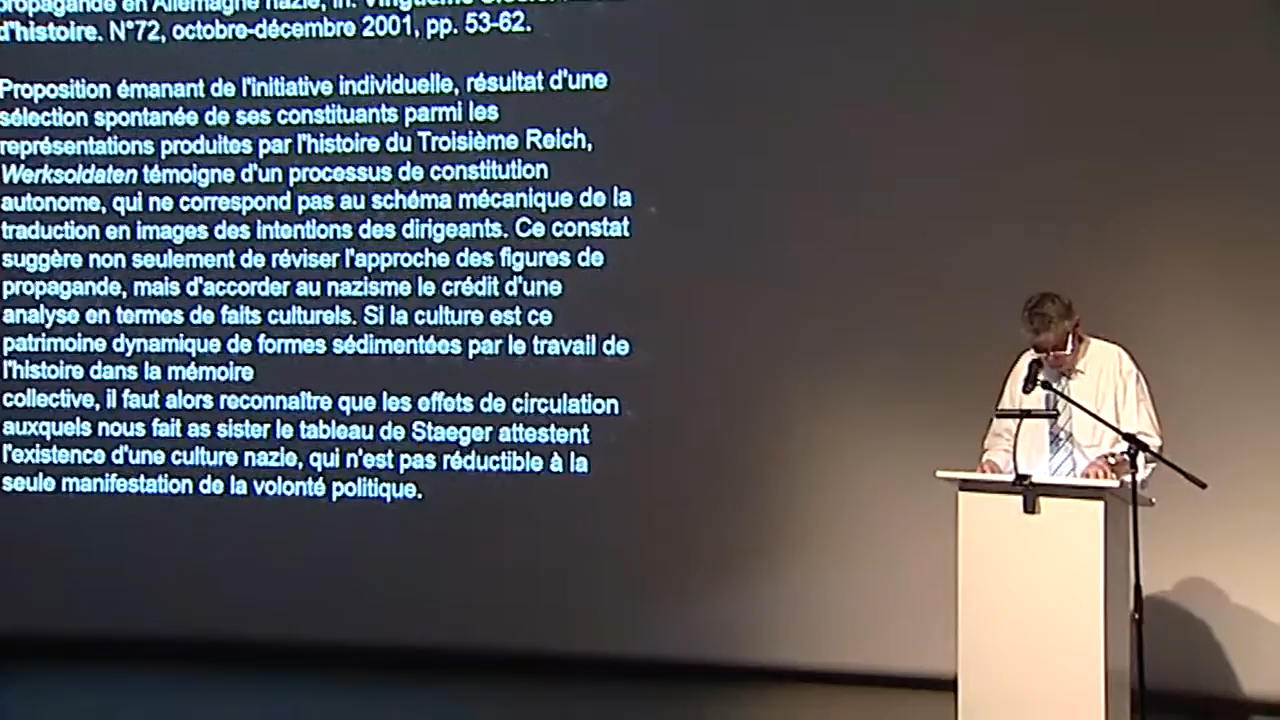 propagande en Allemagne nazie, in: Vingtième
d'histoire. N°72, octobre-décembre 2001, pp. 53-62.
Proposition émanant de l'initiative individuelle, résultat d'une
sélection spontanée de ses constituants parmi les
représentations produites par l'histoire du Troisième Reich,
Werksoldaten témoigne d'un processus de constitution
autonome, qui ne correspond pas au schéma mécanique de la
traduction en images des intentions des dirigeants. Ce constat
suggère non seulement de réviser l'approche des figures de
propagande, mais d'accorder au nazisme le crédit d'une
analyse en termes de faits culturels. Si la culture est ce
patrimoine dynamique de formes sédimentées par le travail de
l'histoire dans la mémoire
collective, il faut alors reconnaître que les effets de circulation
auxquels nous fait as sister le tableau de Staeger attestent
l'existence d'une culture nazie, qui n'est pas réductible à la
seule manifestation de la volonté politique.